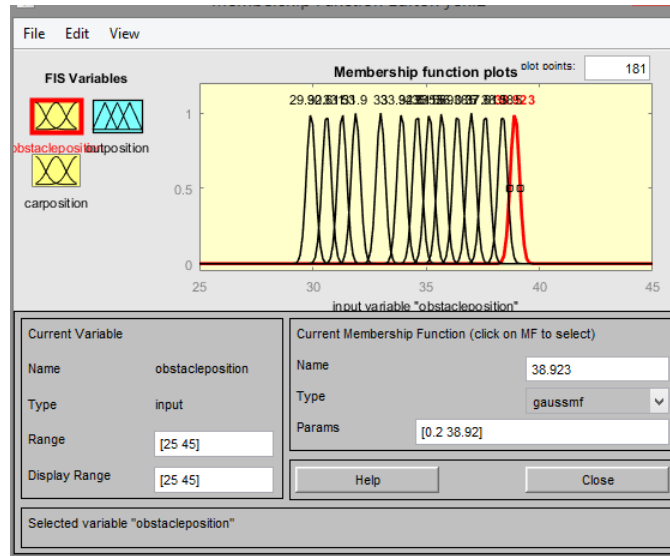 File Edit View
FIS Variables
Membership function plots plot points: 181
obstacleposition outposition
carposition
1
0.5
0
25 30 35 40 45
input variable "obstacleposition"
Current Variable
Name obstacleposition
Type input
Range [25 45]
Display Range [25 45]
Current Membership Function (click on MF to select)
Name 38.923
Type gaussmf
Params [0.2 38.92]
Help Close
Selected variable "obstacleposition"